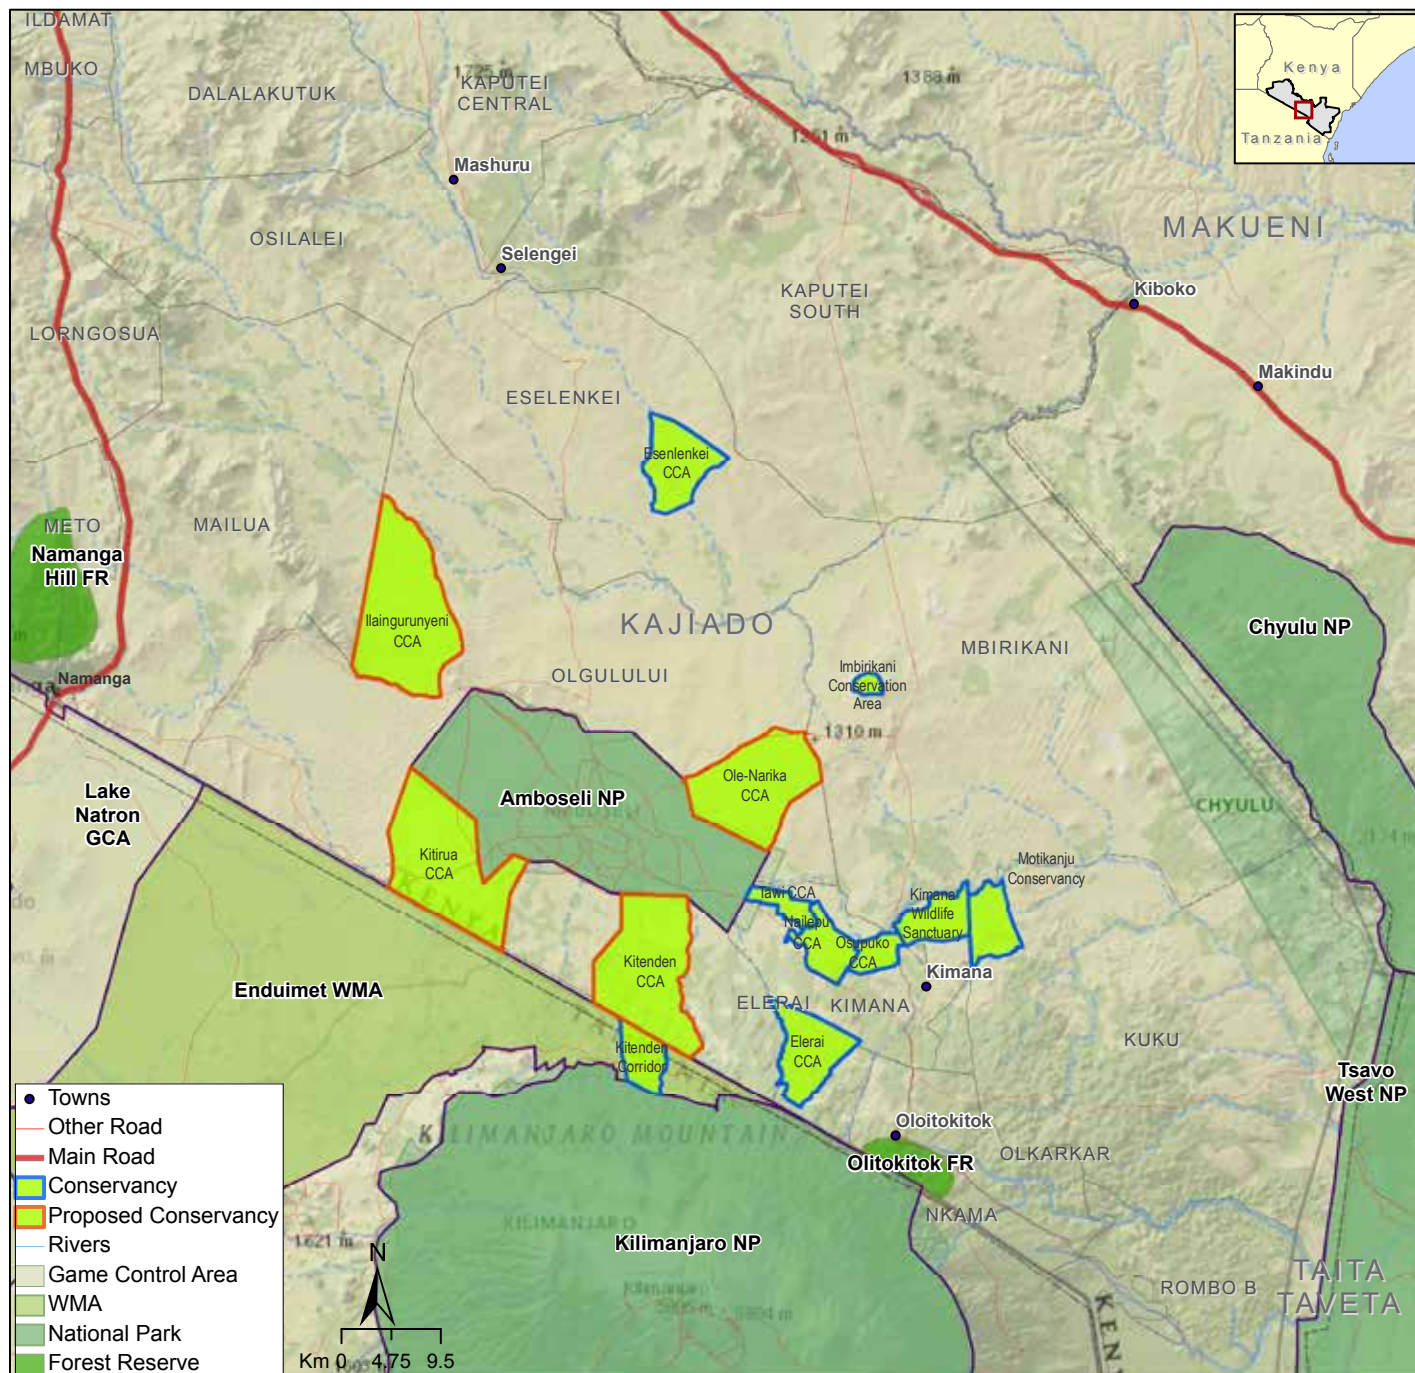 ILDAMAT
MBUKO
DALALAKUTUK
KAPUTEI
CENTRAL
1383 m
1261 m
Kenya
Tanzania
Mashuru
OSILALEI
Selengei
MAKUENI
KAPUTEI
SOUTH
Kiboko
LORNGOSUA
Makindu
ESELENKEI
Esenlenkei
CCA
METO
MAILUA
Namanga
Hill FR
Ilaingurunyeni
CCA
KAJIADO
Chyulu NP
MBIRIKANI
Imbirikani
Conservation
Area
OLGULULUI
Namanga
1310 m
Ole-Narika
CCA
Lake
Natron
GCA
Amboseli NP
CHYULU
Kitirua
CCA
KENYA
Motikanju
Conservancy
Tawi CCA
Kimana
Wildlife
Sanctuary
Nailepu
CCA
Osupuko
CCA
Kitenden
CCA
Kimana
Enduimet WMA
ELERAI
KIMANA
Elerai
CCA
KUKU
Kitenden
Corridor
Tsavo
West NP
Oloitokitok
KILIMANJARO MOUNTAIN
Olitokitok FR
OLKARKAR
NKAMA
KILIMANJARO
Kilimanjaro NP
1621 m
ROMBO B
TAITA
TAVETA
Towns
Other Road
Main Road
Conservancy
Proposed Conservancy
Rivers
Game Control Area
WMA
National Park
Forest Reserve
N
Km 0 4.75 9.5